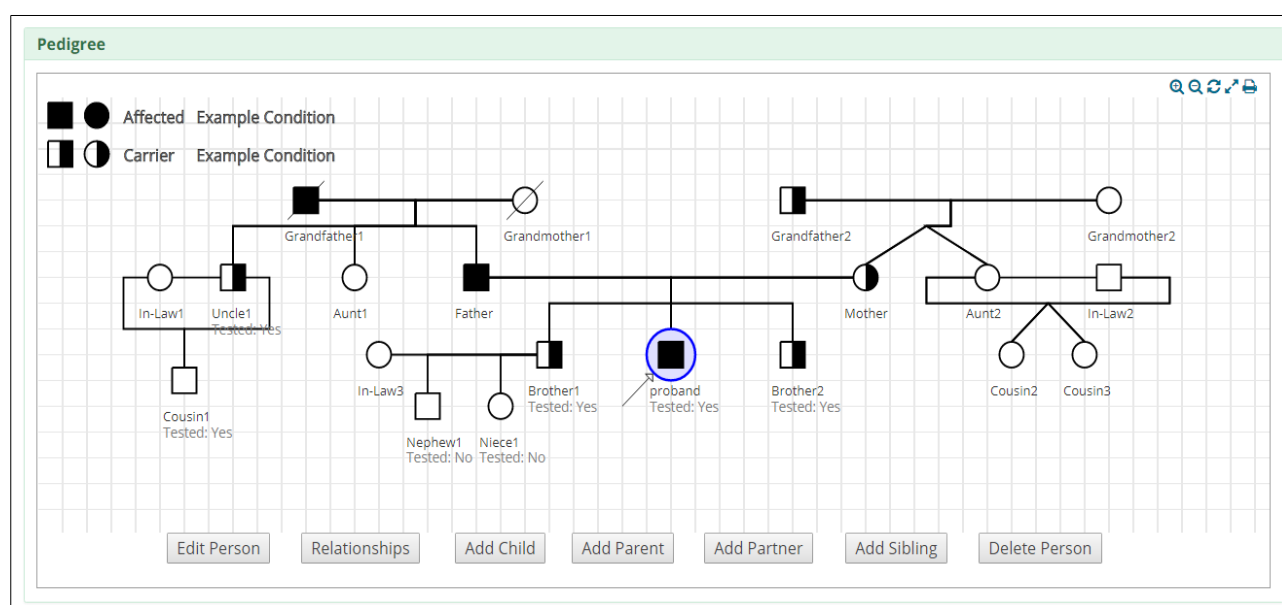 Pedigree
Affected Example Condition
Carrier Example Condition
Grandfather1 Grandmother1 Grandfather2 Grandmother2
In-Law1 Uncle1 Aunt1 Father Mother Aunt2 In-Law2
Tested: Yes
In-Law3 Brother1 proband Brother2 Cousin2 Cousin3
Tested: Yes Tested: Yes Tested: Yes
Cousin1
Tested: Yes
Nephew1 Niece1
Tested: No Tested: No
Edit Person Relationships Add Child Add Parent Add Partner Add Sibling Delete Person